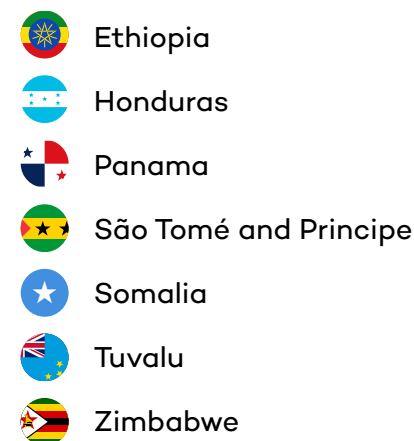 Ethiopia
Honduras
Panama
São Tomé and Principe
Somalia
Tuvalu
Zimbabwe